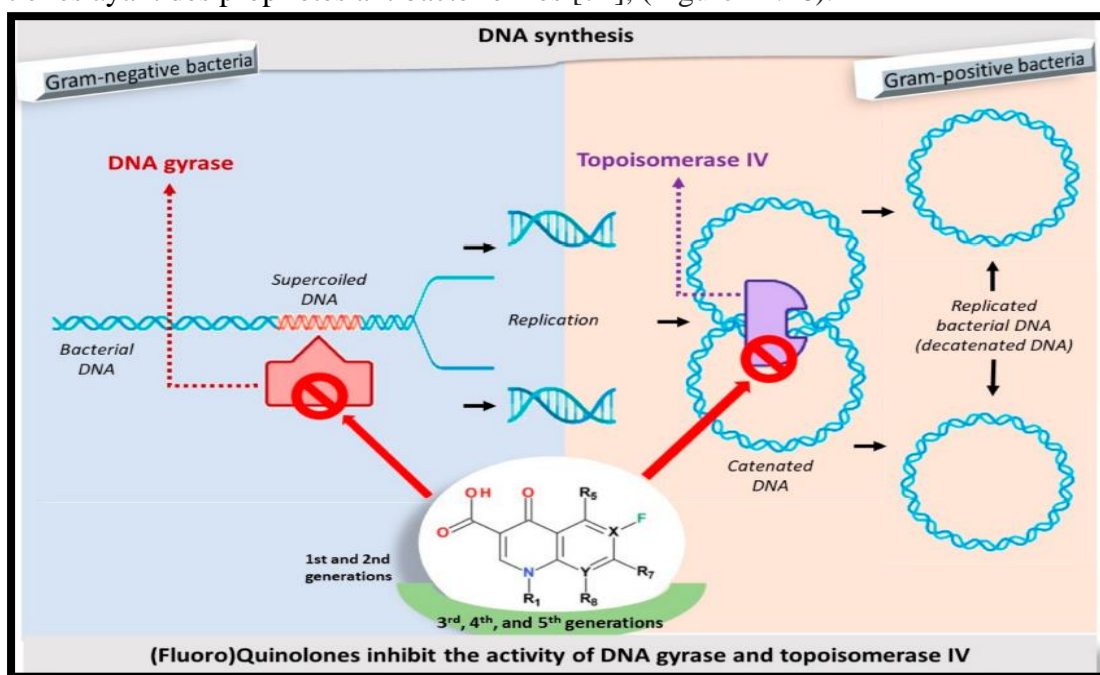 DNA synthesis
Gram-negative bacteria
Gram-positive bacteria
DNA gyrase
Topoisomerase IV
Supercoiled
DNA
Bacterial
DNA
Replication
Replicated
bacterial DNA
(decatenated DNA)
Catenated
DNA
OH
O
O
R5
F
X
N
Y
R7
R1
R8
1st and 2nd
generations
3rd, 4th, and 5th generations
(Fluoro)Quinolones inhibit the activity of DNA gyrase and topoisomerase IV